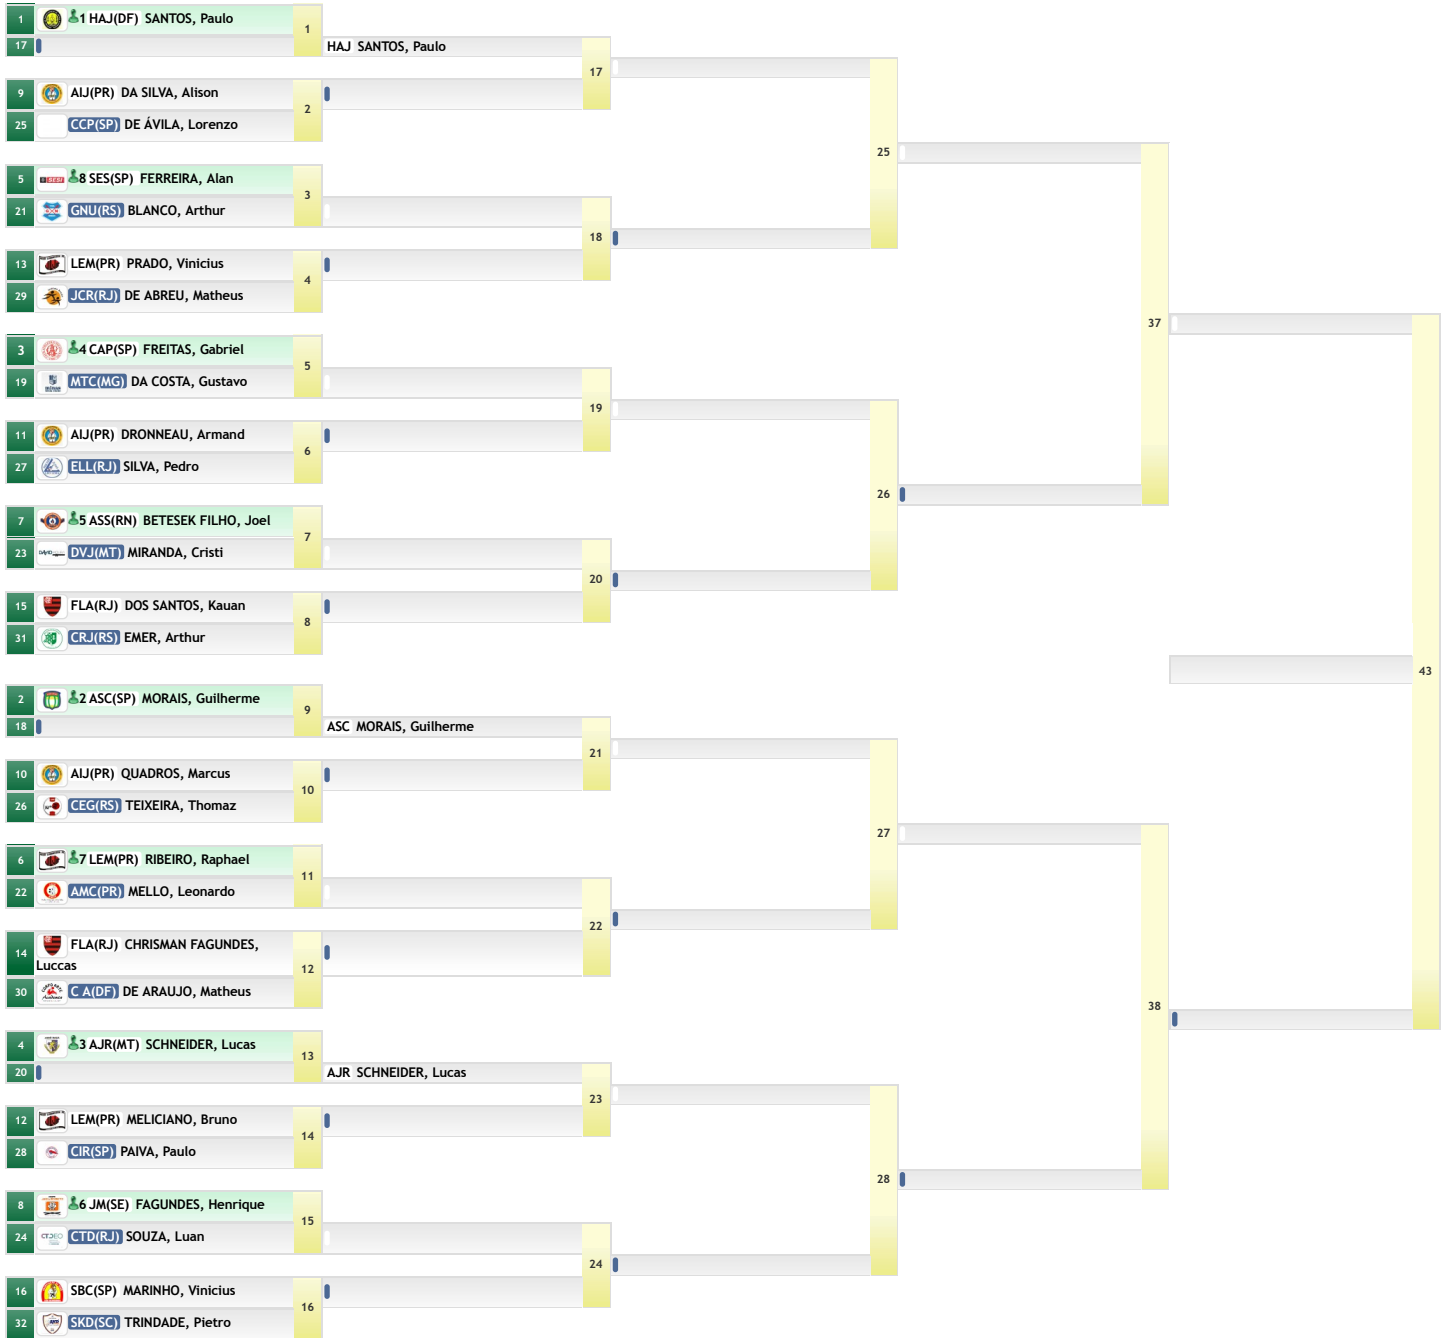 1 1 HAJ(DF) SANTOS, Paulo
1
17
HAJ SANTOS, Paulo
17
9 AIJ(PR) DA SILVA, Alison
2
25 CCP(SP) DE ÁVILA, Lorenzo
25
5 8 SES(SP) FERREIRA, Alan
3
21 GNU(RS) BLANCO, Arthur
18
13 LEM(PR) PRADO, Vinicius
4
29 JCR(RJ) DE ABREU, Matheus
37
3 4 CAP(SP) FREITAS, Gabriel
5
19 MTC(MG) DA COSTA, Gustavo
19
11 AIJ(PR) DRONNEAU, Armand
6
27 ELL(RJ) SILVA, Pedro
26
7 5 ASS(RN) BETESEK FILHO, Joel
7
23 DVJ(MT) MIRANDA, Cristi
20
15 FLA(RJ) DOS SANTOS, Kauan
8
31 CRJ(RS) EMER, Arthur
43
2 2 ASC(SP) MORAIS, Guilherme
9
18
ASC MORAIS, Guilherme
21
10 AIJ(PR) QUADROS, Marcus
10
26 CEG(RS) TEIXEIRA, Thomaz
27
6 7 LEM(PR) RIBEIRO, Raphael
11
22 AMC(PR) MELLO, Leonardo
22
14 FLA(RJ) CHRISMAN FAGUNDES,
Luccas
12
30 C A(DF) DE ARAUJO, Matheus
38
4 3 AJR(MT) SCHNEIDER, Lucas
13
20
AJR SCHNEIDER, Lucas
23
12 LEM(PR) MELICIANO, Bruno
14
28 CIR(SP) PAIVA, Paulo
28
8 6 JM(SE) FAGUNDES, Henrique
15
24 CTD(RJ) SOUZA, Luan
24
16 SBC(SP) MARINHO, Vinicius
16
32 SKD(SC) TRINDADE, Pietro